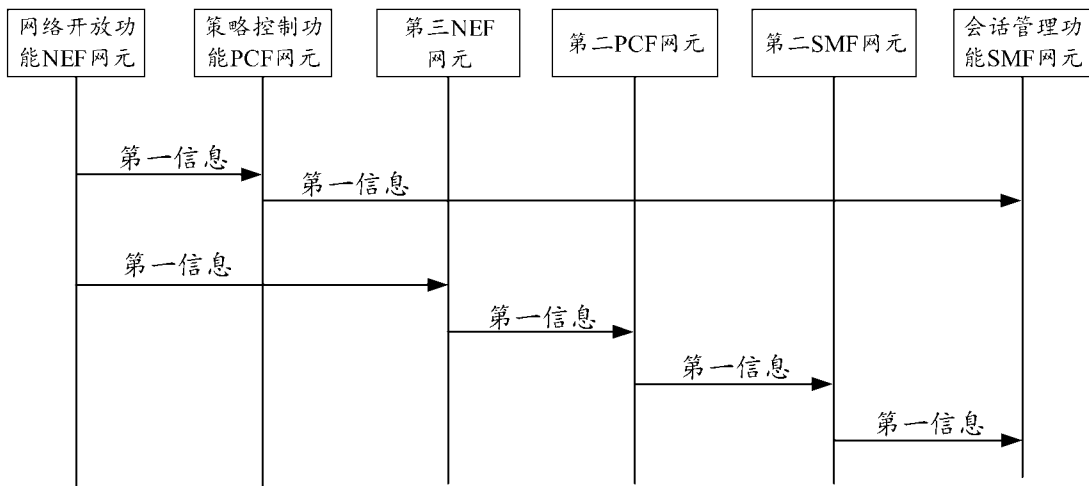 网络开放功
能NEF网元
策略控制功
能PCF网元
第三NEF
网元
第二PCF网元
第二SMF网元
会话管理功
能SMF网元
第一信息
第一信息
第一信息
第一信息
第一信息
第一信息